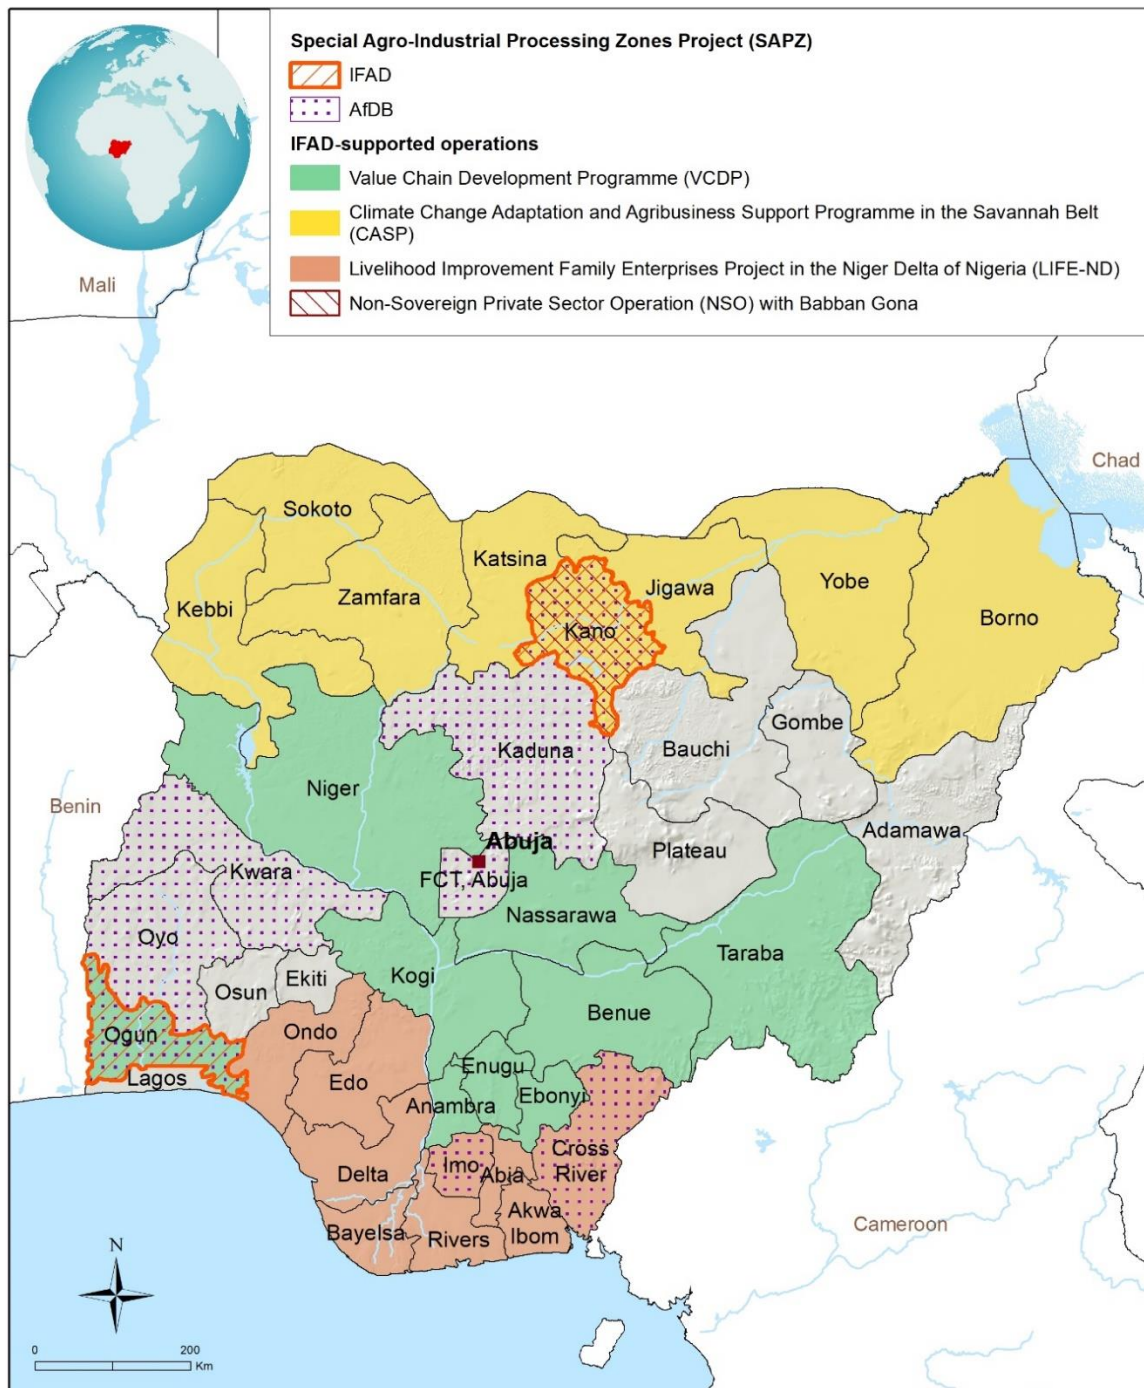 Special Agro-Industrial Processing Zones Project (SAPZ)
IFAD
AfDB
IFAD-supported operations
Value Chain Development Programme (VCDP)
Climate Change Adaptation and Agribusiness Support Programme in the Savannah Belt
(CASP)
Livelihood Improvement Family Enterprises Project in the Niger Delta of Nigeria (LIFE-ND)
Non-Sovereign Private Sector Operation (NSO) with Babban Gona
Mali
Chad
Sokoto
Katsina
Jigawa
Yobe
Kebbi
Zamfara
Kano
Borno
Gombe
Kaduna
Bauchi
Niger
Benin
Adamawa
Abuja
Plateau
Kwara
FCT, Abuja
Nassarawa
Oyo
Taraba
Kogi
Ekiti
Osun
Benue
Ogun
Ondo
Enugu
Lagos
Edo
Ebonyi
Anambra
Cross
River
Imo
Abia
Delta
Akwa
Ibom
Bayelsa
Rivers
Cameroon
N
0 200
Km